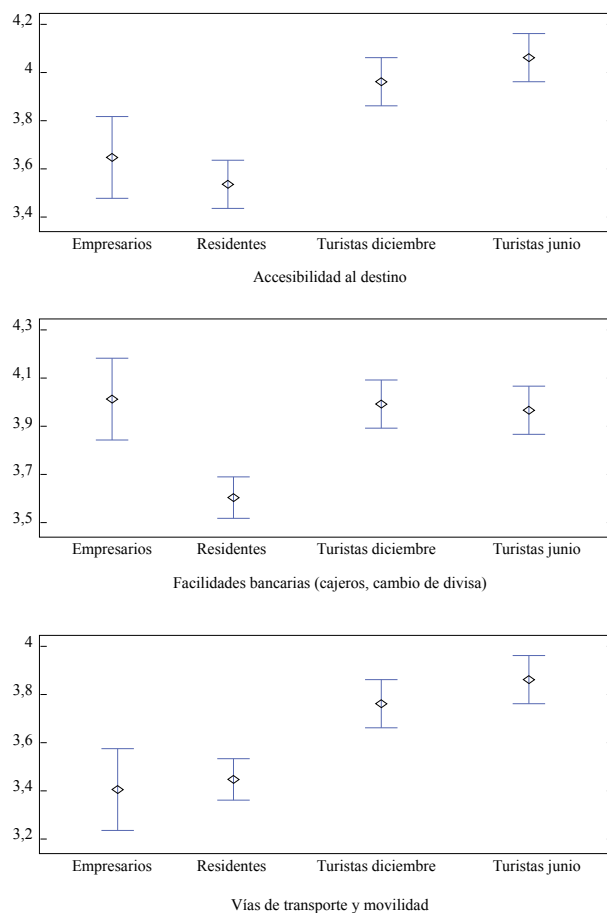 4,2
4
3,8
3,6
3,4
Empresarios Residentes Turistas diciembre Turistas junio
Accesibilidad al destino
4,3
4,1
3,9
3,7
3,5
Empresarios Residentes Turistas diciembre Turistas junio
Facilidades bancarias (cajeros, cambio de divisa)
4
3,8
3,6
3,4
3,2
Empresarios Residentes Turistas diciembre Turistas junio
Vías de transporte y movilidad